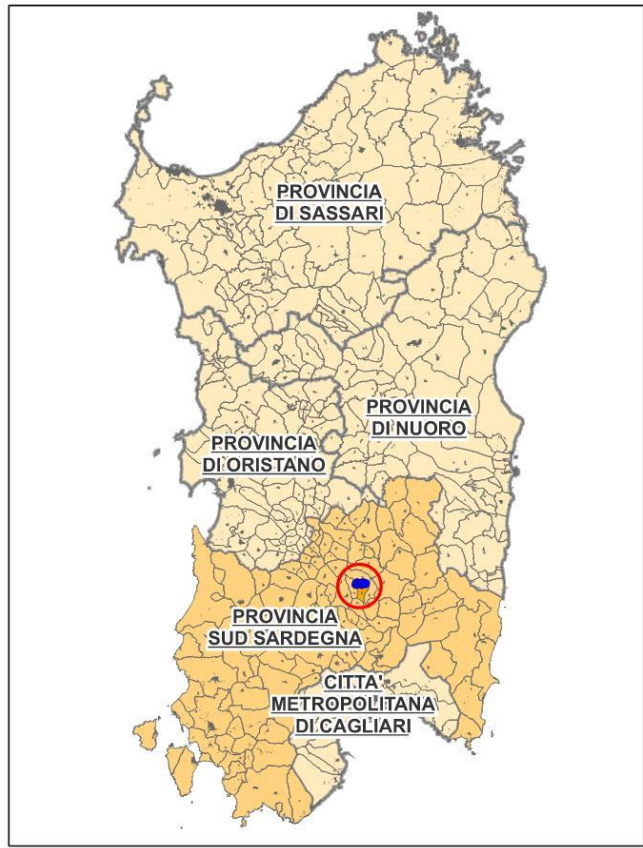 PROVINCIA
DI SASSARI
PROVINCIA
DI NUORO
PROVINCIA
DI ORISTANO
PROVINCIA
SUD SARDEGNA
CITTA'
METROPOLITANA
DI CAGLIARI